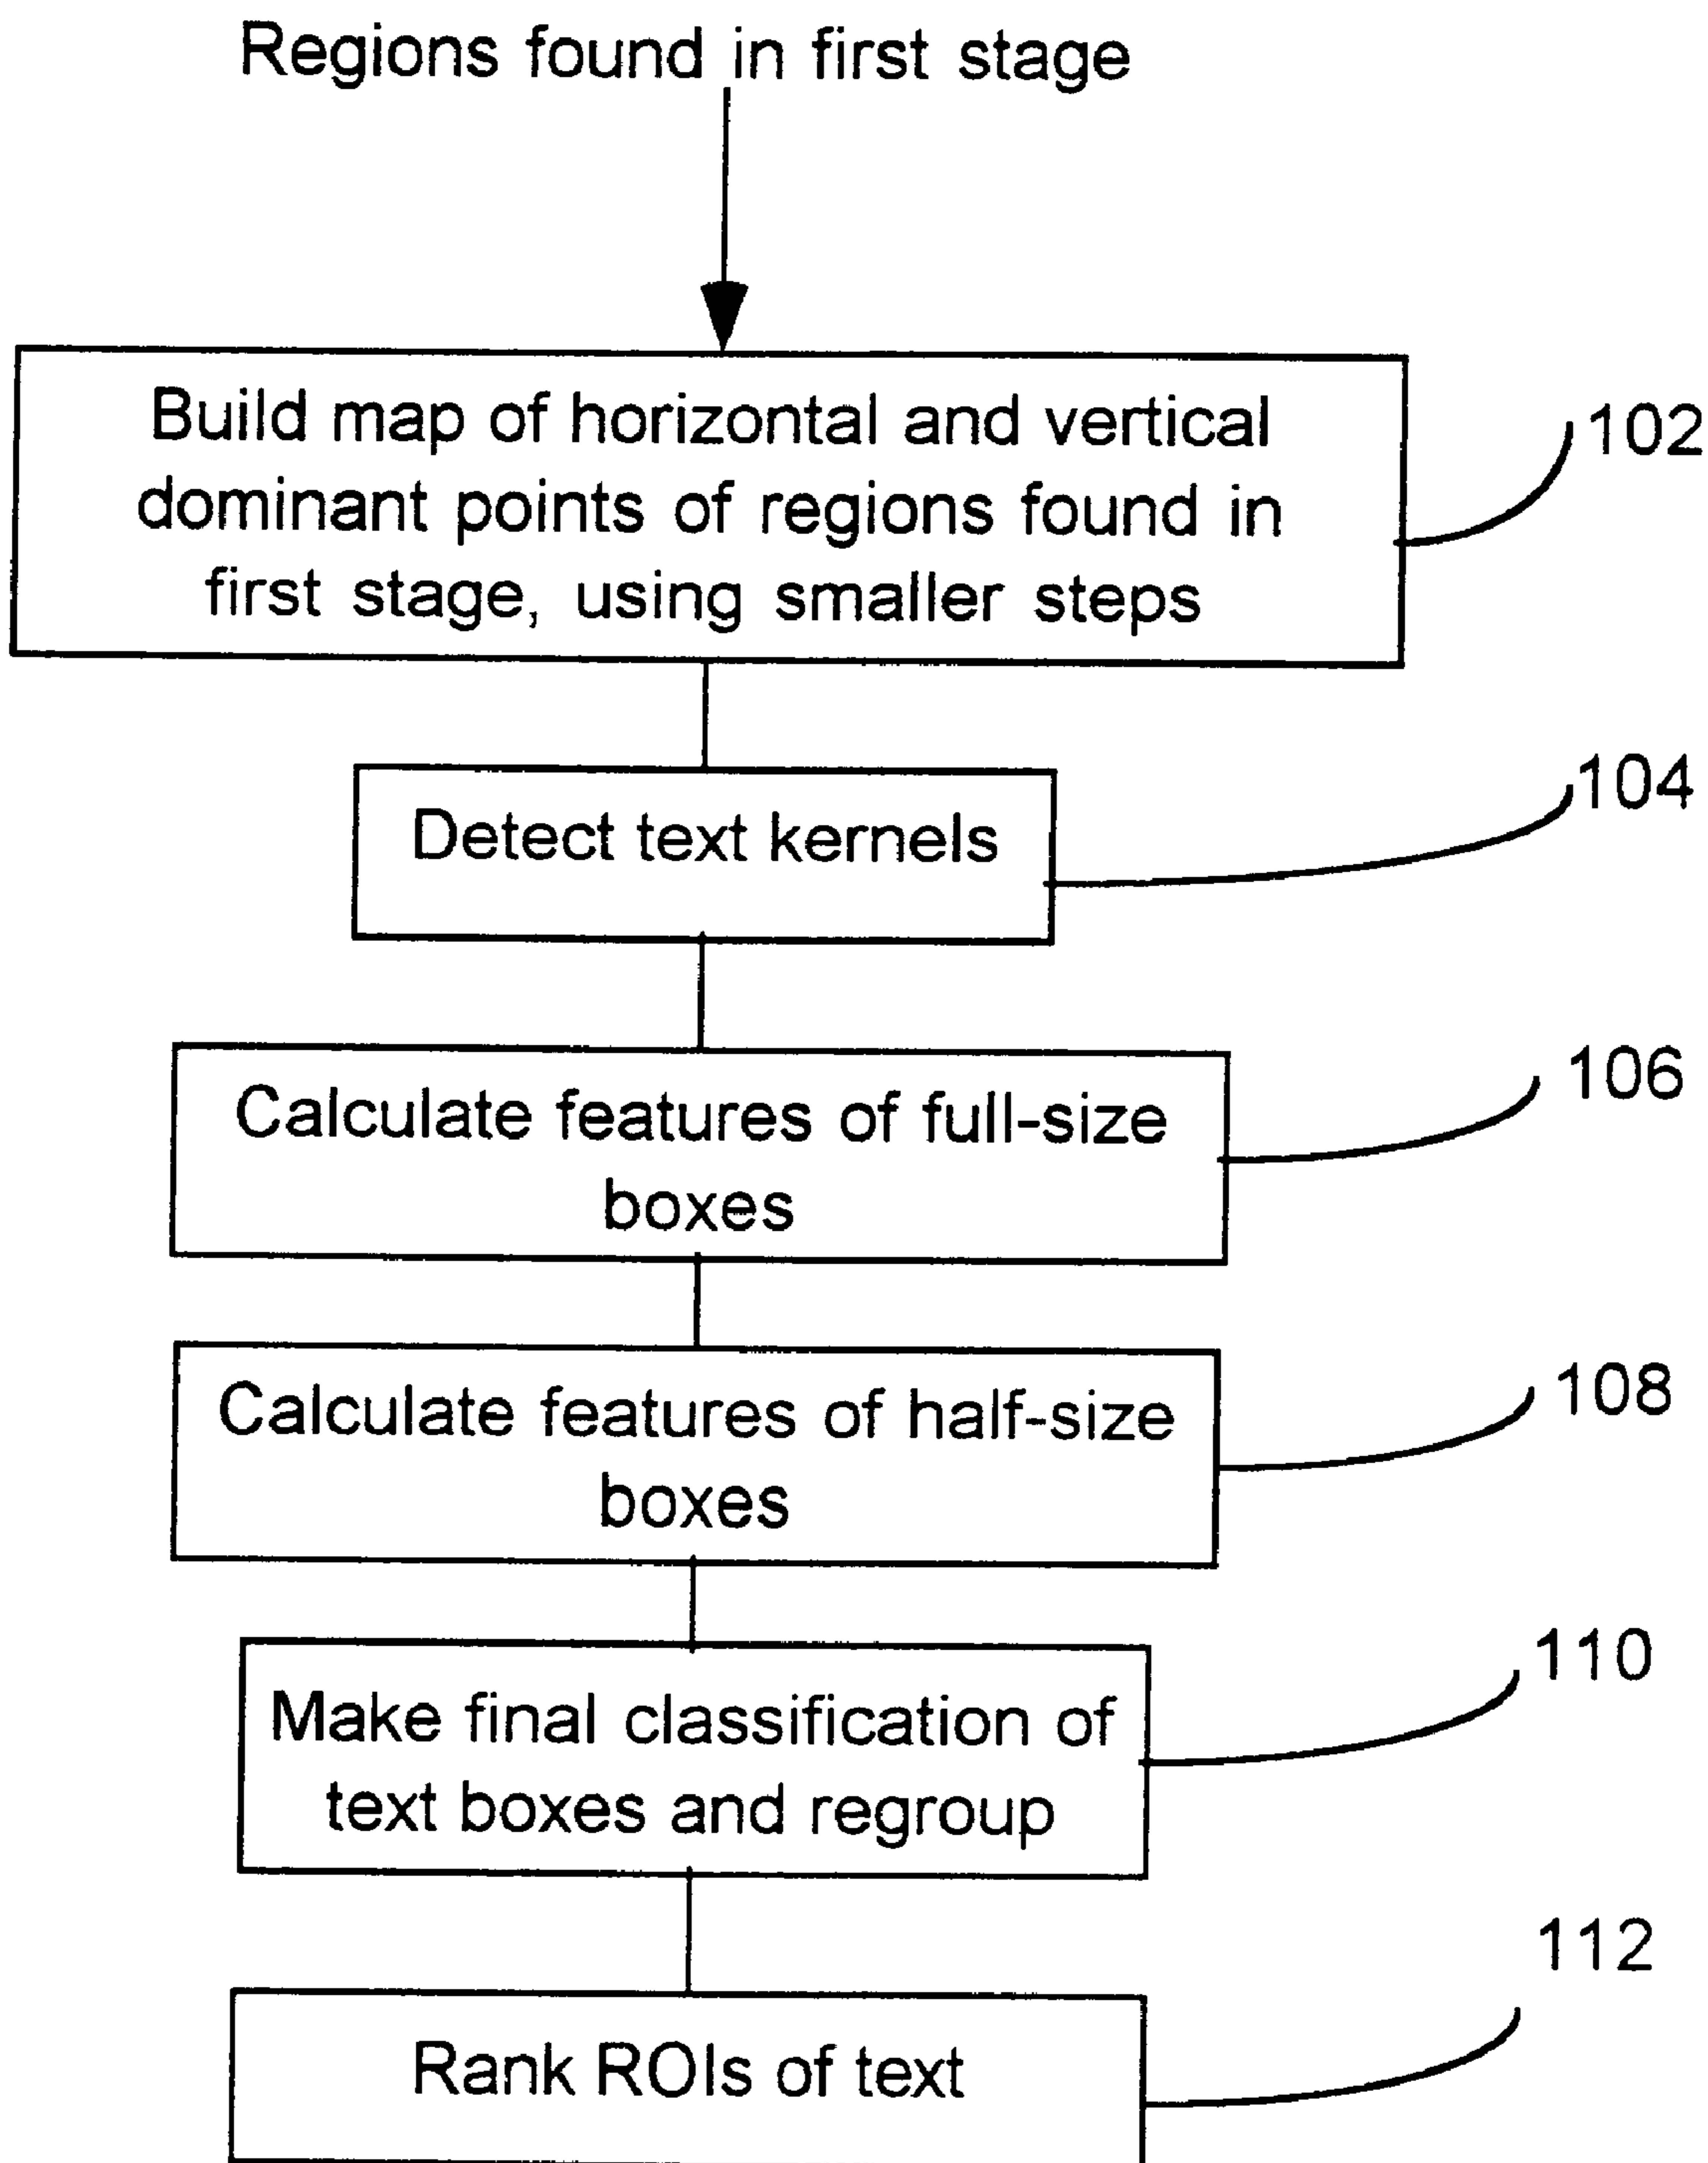 Regions found in first stage
Build map of horizontal and vertical
dominant points of regions found in
first stage, using smaller steps
102
Detect text kernels
104
Calculate features of full-size
boxes
106
Calculate features of half-size
boxes
108
Make final classification of
text boxes and regroup
110
Rank ROIs of text
112